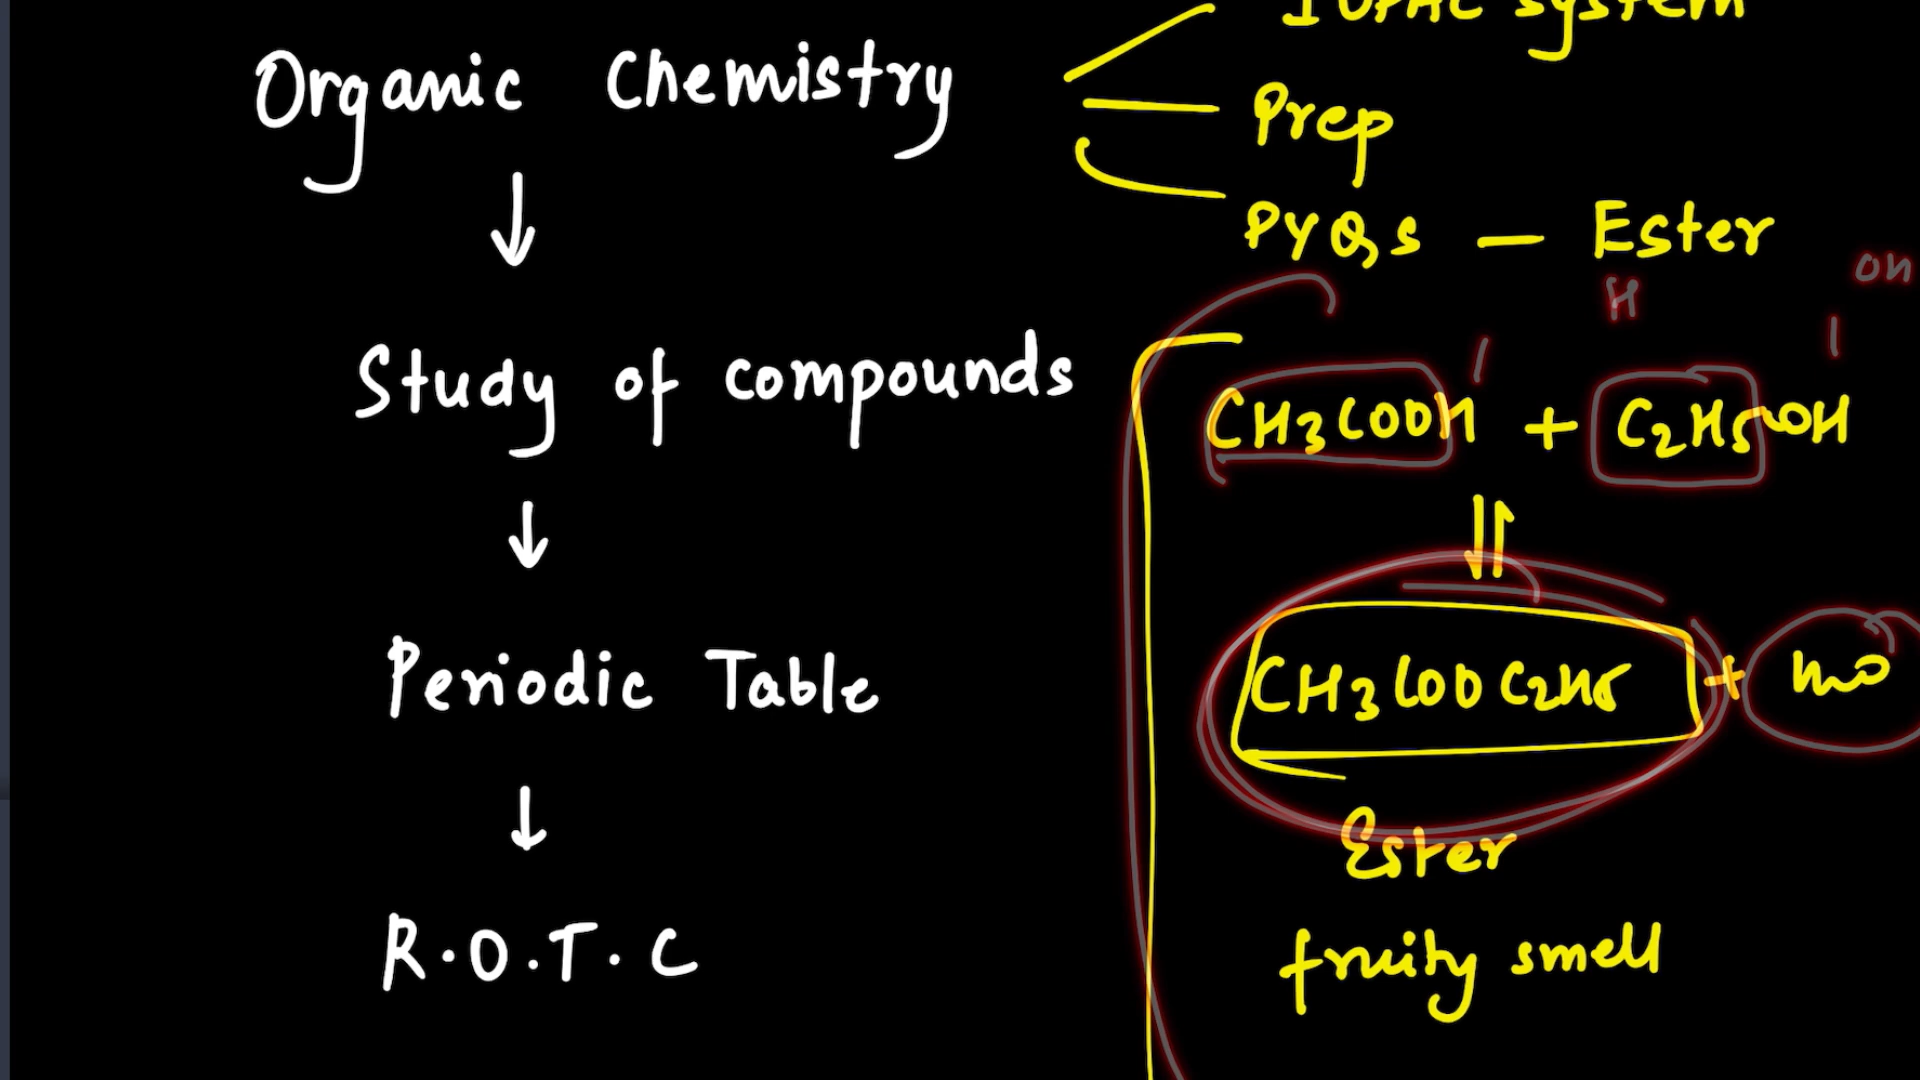 IUPAC system
Organic Chemistry
Prep
PYQs — Ester
H
OH
CH3COOH + C2H5OH
Study of compounds
CH3COOC2H5 +
Periodic Table
Ester
R.O.T.C
fruity smell